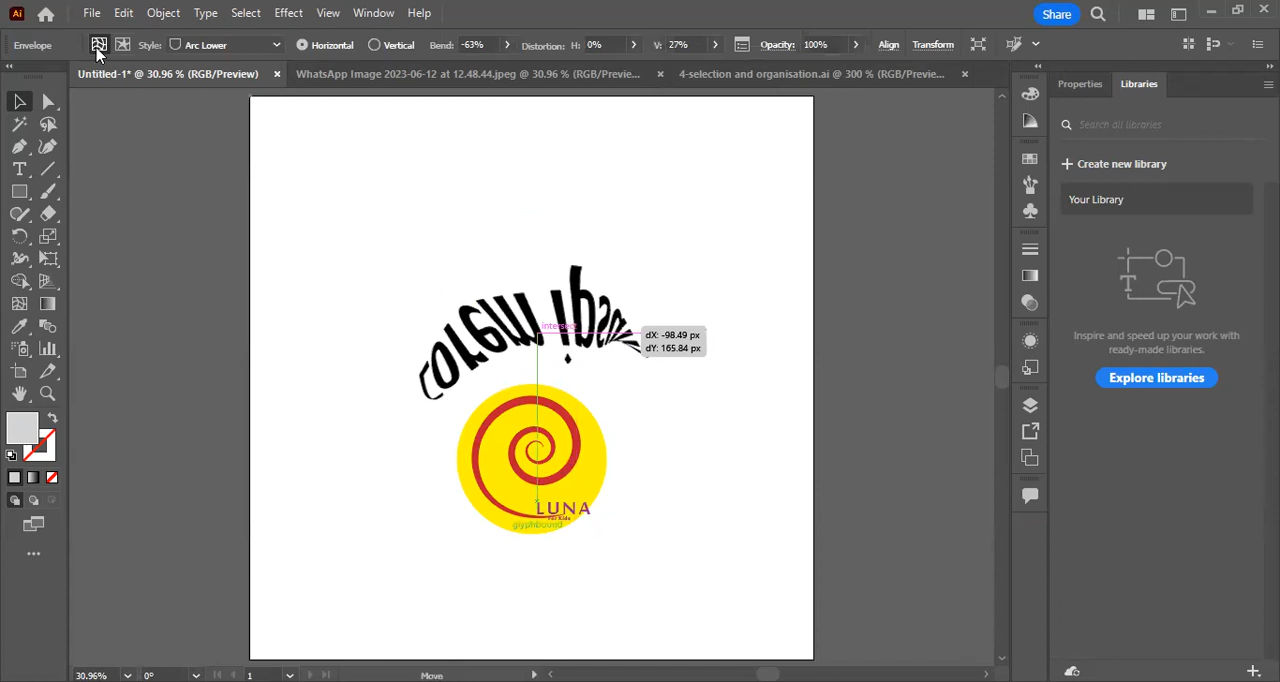 File Edit Object Type Select Effect View Window Help
Share
Envelope
Style: Arc Lower
Horizontal
Vertical
Bend: -63%
Distortion: H: 0%
V: 27%
Opacity: 100%
Align
Transform
Untitled-1* @ 30.96 % (RGB/Preview) ×
WhatsApp Image 2023-06-12 at 12.48.44.jpeg @ 30.96 % (RGB/Previe... ×
4-selection and organisation.ai @ 300 % (RGB/Previe... ×
Properties
Libraries
Search all libraries
+ Create new library
Your Library
intersect
dX: -98.49 px
dY: 165.84 px
LUNA
For Kids
glyphbound
Inspire and speed up your work with
ready-made libraries.
Explore libraries
30.96%
0°
1
Move